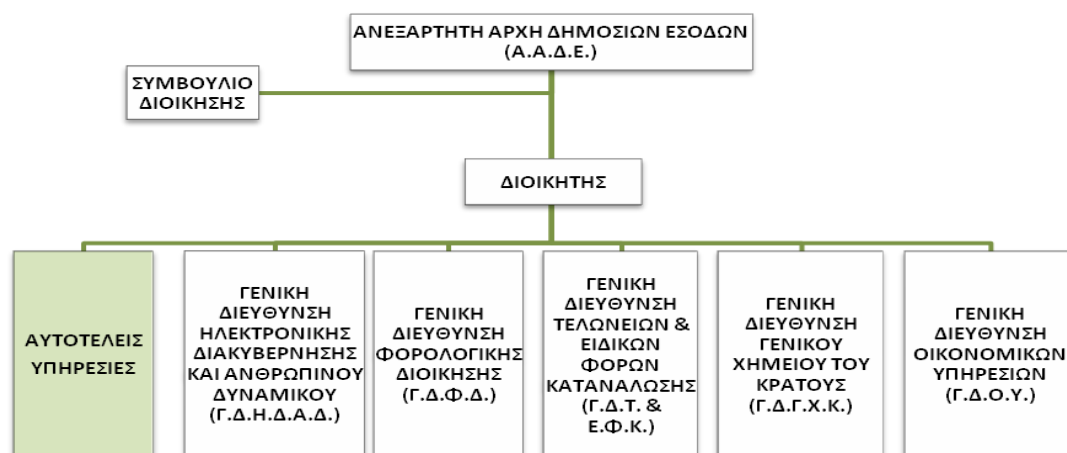 ΑΝΕΞΑΡΤΗΤΗ ΑΡΧΗ ΔΗΜΟΣΙΩΝ ΕΣΟΔΩΝ
(Α.Α.Δ.Ε.)
ΣΥΜΒΟΥΛΙΟ
ΔΙΟΙΚΗΣΗΣ
ΔΙΟΙΚΗΤΗΣ
ΑΥΤΟΤΕΛΕΙΣ
ΥΠΗΡΕΣΙΕΣ
ΓΕΝΙΚΗ
ΔΙΕΥΘΥΝΣΗ
ΗΛΕΚΤΡΟΝΙΚΗΣ
ΔΙΑΚΥΒΕΡΝΗΣΗΣ
ΚΑΙ ΑΝΘΡΩΠΙΝΟΥ
ΔΥΝΑΜΙΚΟΥ
(Γ.Δ.Η.Δ.Α.Δ.)
ΓΕΝΙΚΗ
ΔΙΕΥΘΥΝΣΗ
ΦΟΡΟΛΟΓΙΚΗΣ
ΔΙΟΙΚΗΣΗΣ
(Γ.Δ.Φ.Δ.)
ΓΕΝΙΚΗ
ΔΙΕΥΘΥΝΣΗ
ΤΕΛΩΝΕΙΩΝ &
ΕΙΔΙΚΩΝ
ΦΟΡΩΝ
ΚΑΤΑΝΑΛΩΣΗΣ
(Γ.Δ.Τ. &
Ε.Φ.Κ.)
ΓΕΝΙΚΗ
ΔΙΕΥΘΥΝΣΗ
ΓΕΝΙΚΟΥ
ΧΗΜΕΙΟΥ ΤΟΥ
ΚΡΑΤΟΥΣ
(Γ.Δ.Γ.Χ.Κ.)
ΓΕΝΙΚΗ
ΔΙΕΥΘΥΝΣΗ
ΟΙΚΟΝΟΜΙΚΩΝ
ΥΠΗΡΕΣΙΩΝ
(Γ.Δ.Ο.Υ.)